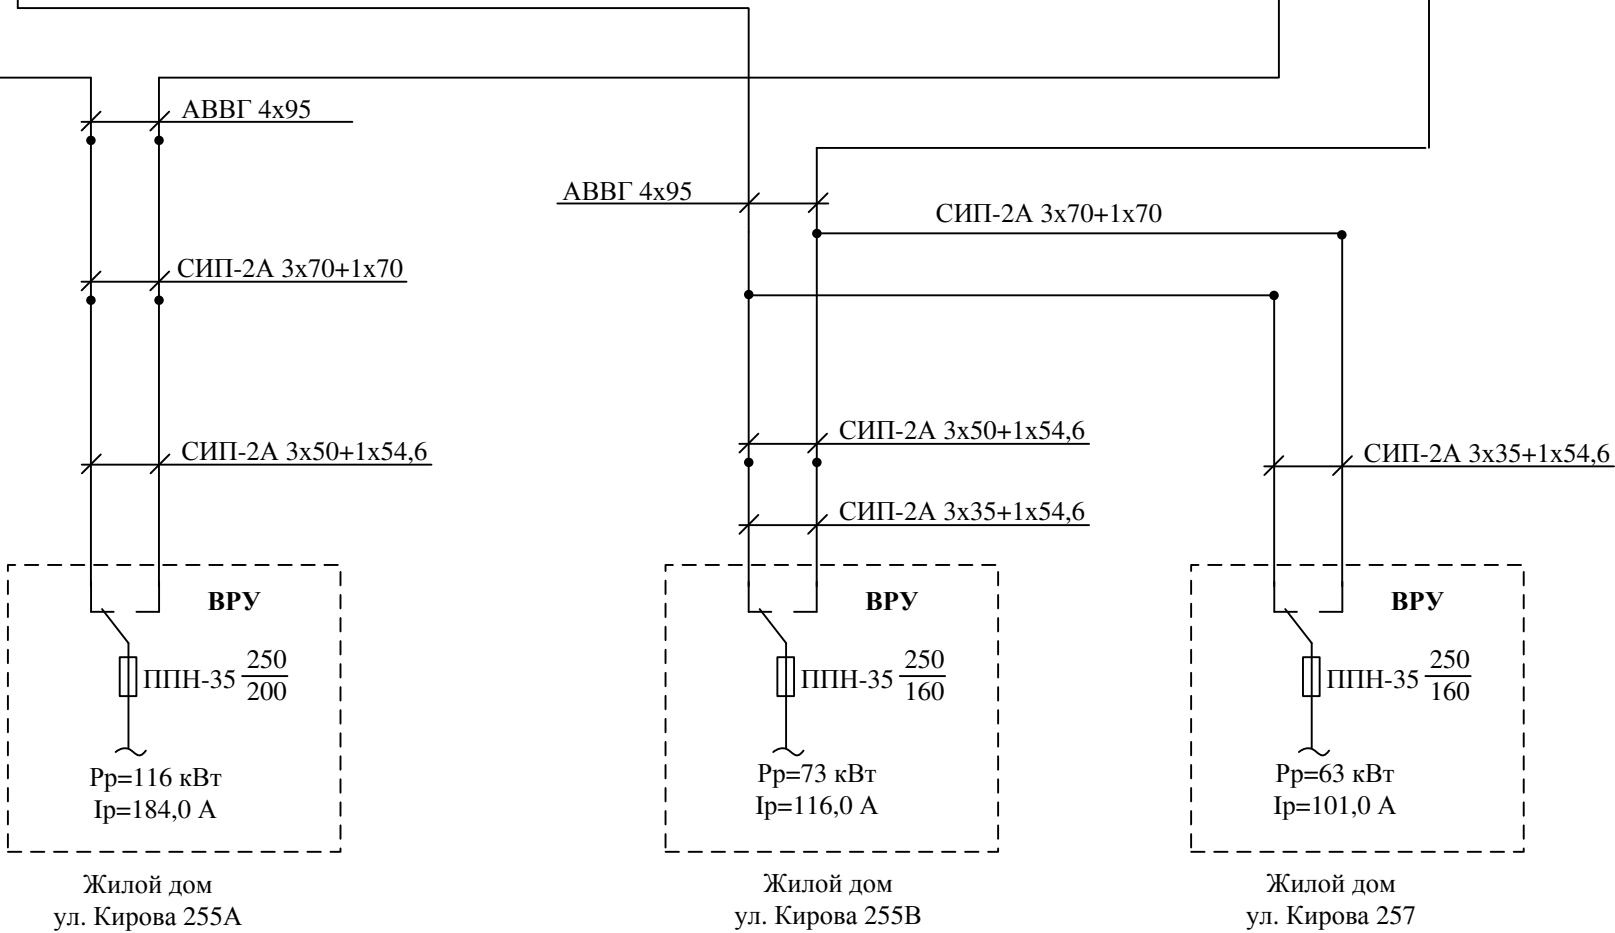 АВВГ 4х95
АВВГ 4х95
СИП-2А 3х70+1х70
СИП-2А 3х70+1х70
СИП-2А 3х50+1х54,6
СИП-2А 3х50+1х54,6
СИП-2А 3х35+1х54,6
СИП-2А 3х35+1х54,6
ВРУ
ППН-35 250
200
Рр=116 кВт
Iр=184,0 А
Жилой дом
ул. Кирова 255А
ВРУ
ППН-35 250
160
Рр=73 кВт
Iр=116,0 А
Жилой дом
ул. Кирова 255В
ВРУ
ППН-35 250
160
Рр=63 кВт
Iр=101,0 А
Жилой дом
ул. Кирова 257